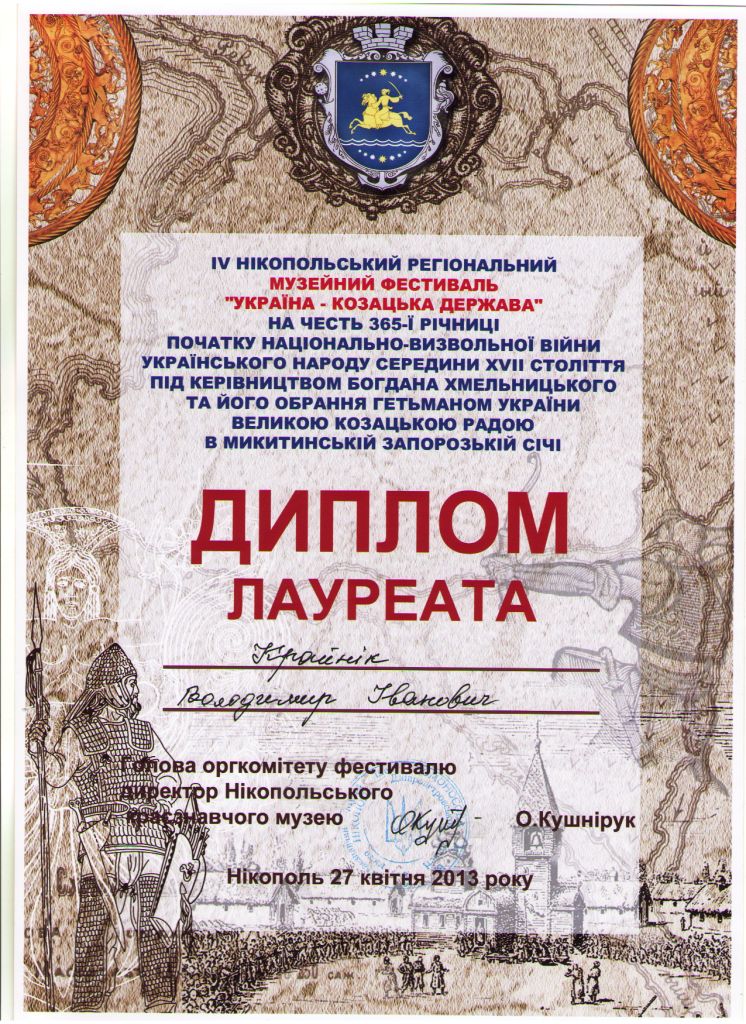 IV НІКОПОЛЬСЬКИЙ РЕГІОНАЛЬНИЙ
МУЗЕЙНИЙ ФЕСТИВАЛЬ
"УКРАЇНА - КОЗАЦЬКА ДЕРЖАВА"
НА ЧЕСТЬ 365-Ї РІЧНИЦІ
ПОЧАТКУ НАЦІОНАЛЬНО-ВИЗВОЛЬНОЇ ВІЙНИ
УКРАЇНСЬКОГО НАРОДУ СЕРЕДИНИ XVII СТОЛІТТЯ
ПІД КЕРІВНИЦТВОМ БОГДАНА ХМЕЛЬНИЦЬКОГО
ТА ЙОГО ОБРАННЯ ГЕТЬМАНОМ УКРАЇНИ
ВЕЛИКОЮ КОЗАЦЬКОЮ РАДОЮ
В МИКИТИНСЬКІЙ ЗАПОРОЗЬКІЙ СІЧІ
ДИПЛОМ
ЛАУРЕАТА
Крайнік
Володимир Іванович
Голова оргкомітету фестивалю
директор Нікопольського
краєзнавчого музею О.Кушнірук
Нікополь 27 квітня 2013 року